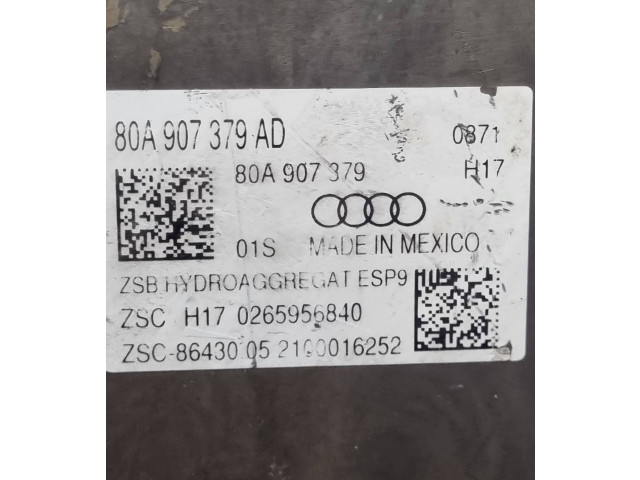 80A 907 379 AD 0871
80A 907 379 H17
01S MADE IN MEXICO
ZSB HYDROAGGREGAT ESP9
ZSC H17 0265956840
ZSC-86430 05 2100016252